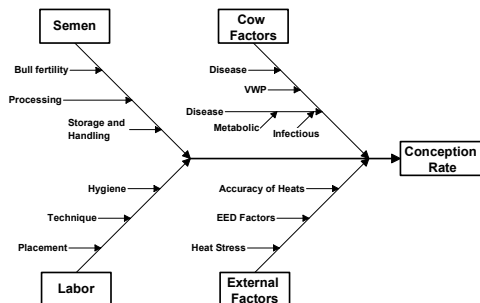 Semen
Cow
Factors
Bull fertility
Processing
Storage and
Handling
Disease
VWP
Disease
Metabolic
Infectious
Conception
Rate
Hygiene
Technique
Placement
Accuracy of Heats
EED Factors
Heat Stress
Labor
External
Factors